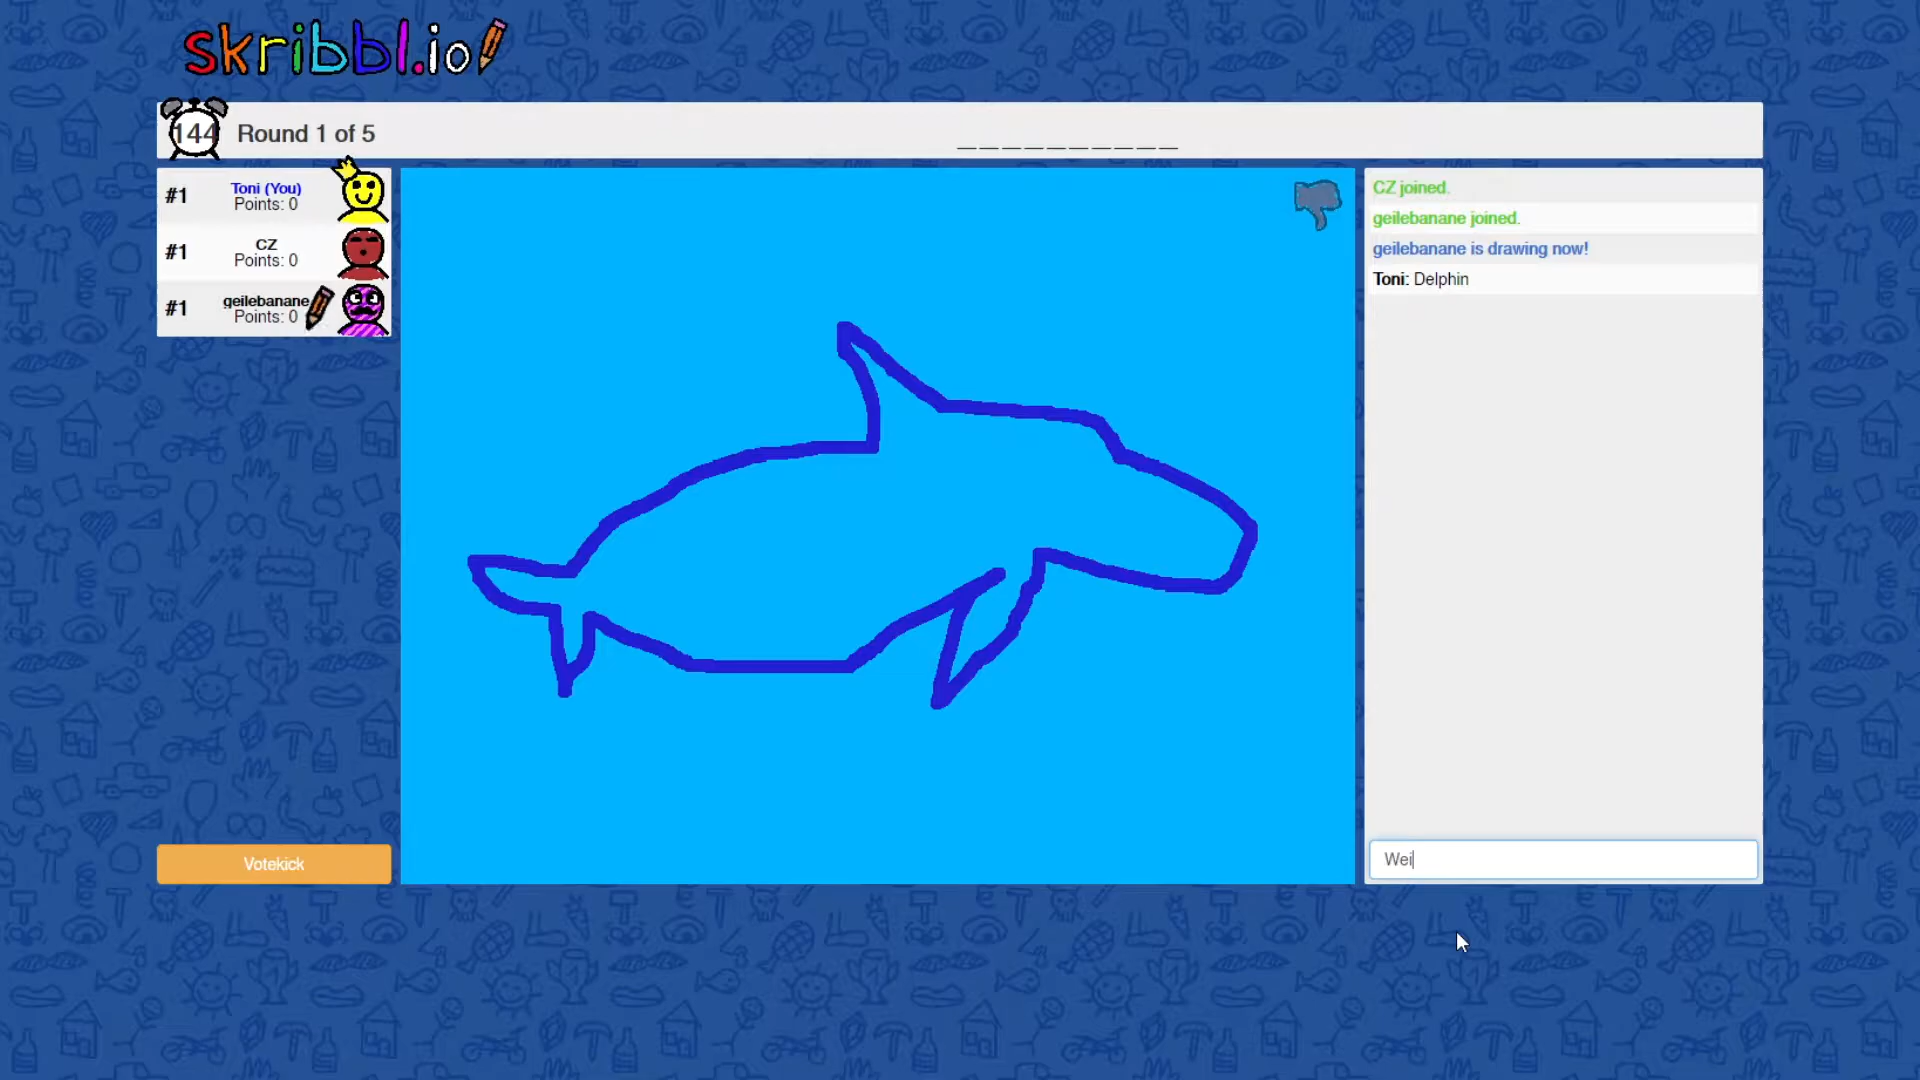 skribbl.io
144
Round 1 of 5
__________
#1
Toni (You)
Points: 0
#1
CZ
Points: 0
#1
geilebanane
Points: 0
Votekick
CZ joined.
geilebanane joined.
geilebanane is drawing now!
Toni: Delphin
Wei